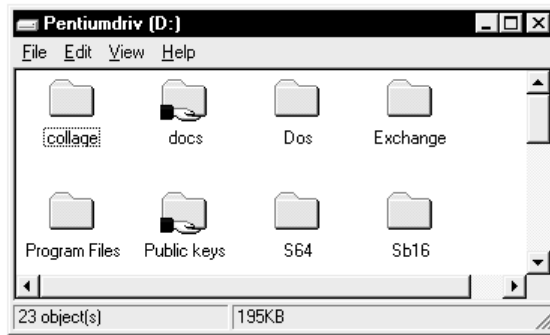 Pentiumdriv (D:)
File Edit View Help
collage docs Dos Exchange
Program Files Public keys S64 Sb16
23 object(s) 195KB